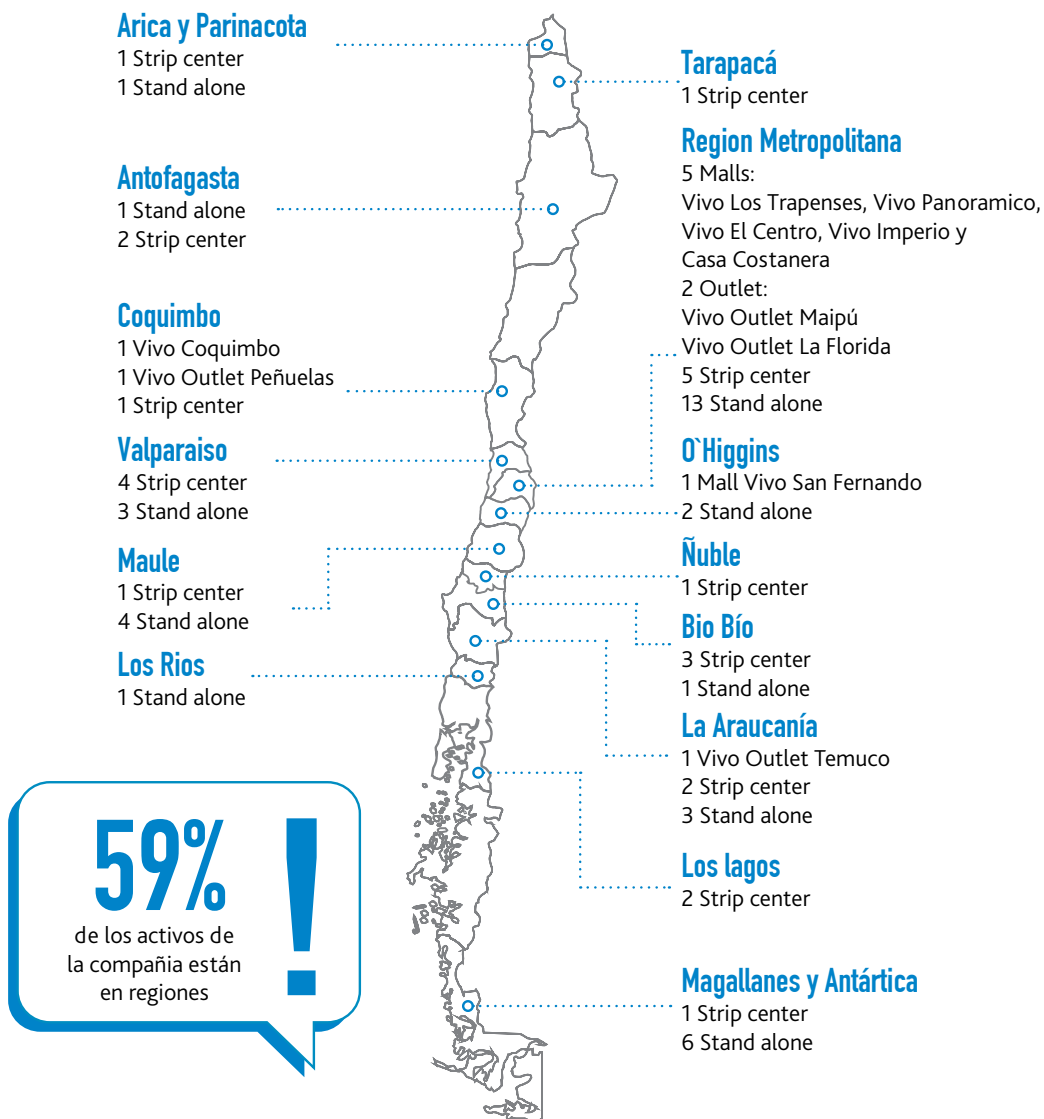 Arica y Parinacota
1 Strip center
1 Stand alone
Antofagasta
1 Stand alone
2 Strip center
Coquimbo
1 Vivo Coquimbo
1 Vivo Outlet Peñuelas
1 Strip center
Valparaiso
4 Strip center
3 Stand alone
Maule
1 Strip center
4 Stand alone
Los Rios
1 Stand alone
59%
de los activos de
la compañia están
en regiones
!
Tarapacá
1 Strip center
Region Metropolitana
5 Malls:
Vivo Los Trapenses, Vivo Panoramico,
Vivo El Centro, Vivo Imperio y
Casa Costanera
2 Outlet:
Vivo Outlet Maipú
Vivo Outlet La Florida
5 Strip center
13 Stand alone
O`Higgins
1 Mall Vivo San Fernando
2 Stand alone
Ñuble
1 Strip center
Bio Bío
3 Strip center
1 Stand alone
La Araucanía
1 Vivo Outlet Temuco
2 Strip center
3 Stand alone
Los lagos
2 Strip center
Magallanes y Antártica
1 Strip center
6 Stand alone